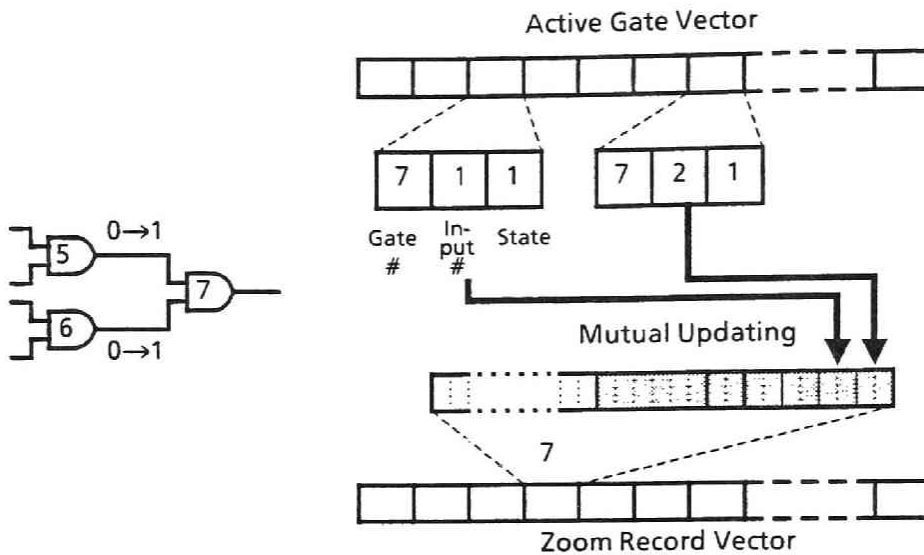 Active Gate Vector
7 1 1
7 2 1
Gate
#
In-
put
#
State
0→1
5
7
6
0→1
Mutual Updating
7
Zoom Record Vector